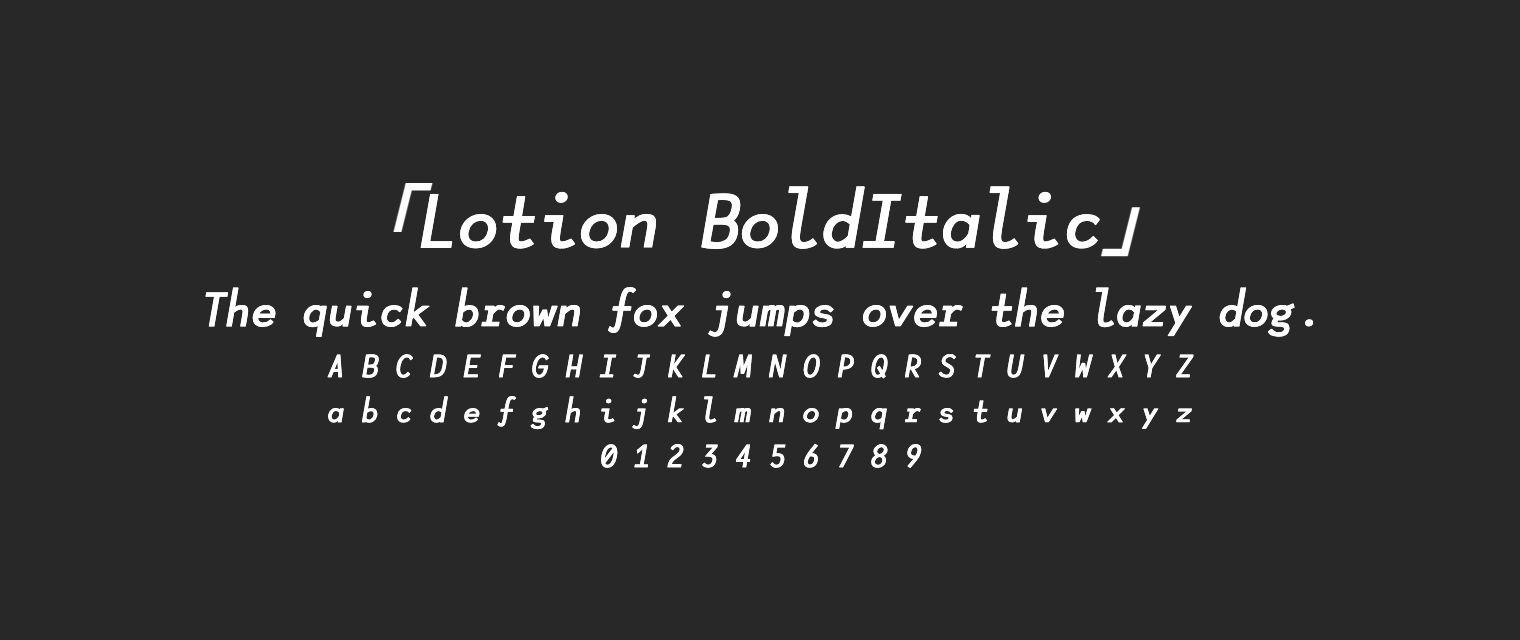 「Lotion BoldItalic」
The quick brown fox jumps over the lazy dog.
A B C D E F G H I J K L M N O P Q R S T U V W X Y Z
a b c d e f g h i j k l m n o p q r s t u v w x y z
0 1 2 3 4 5 6 7 8 9